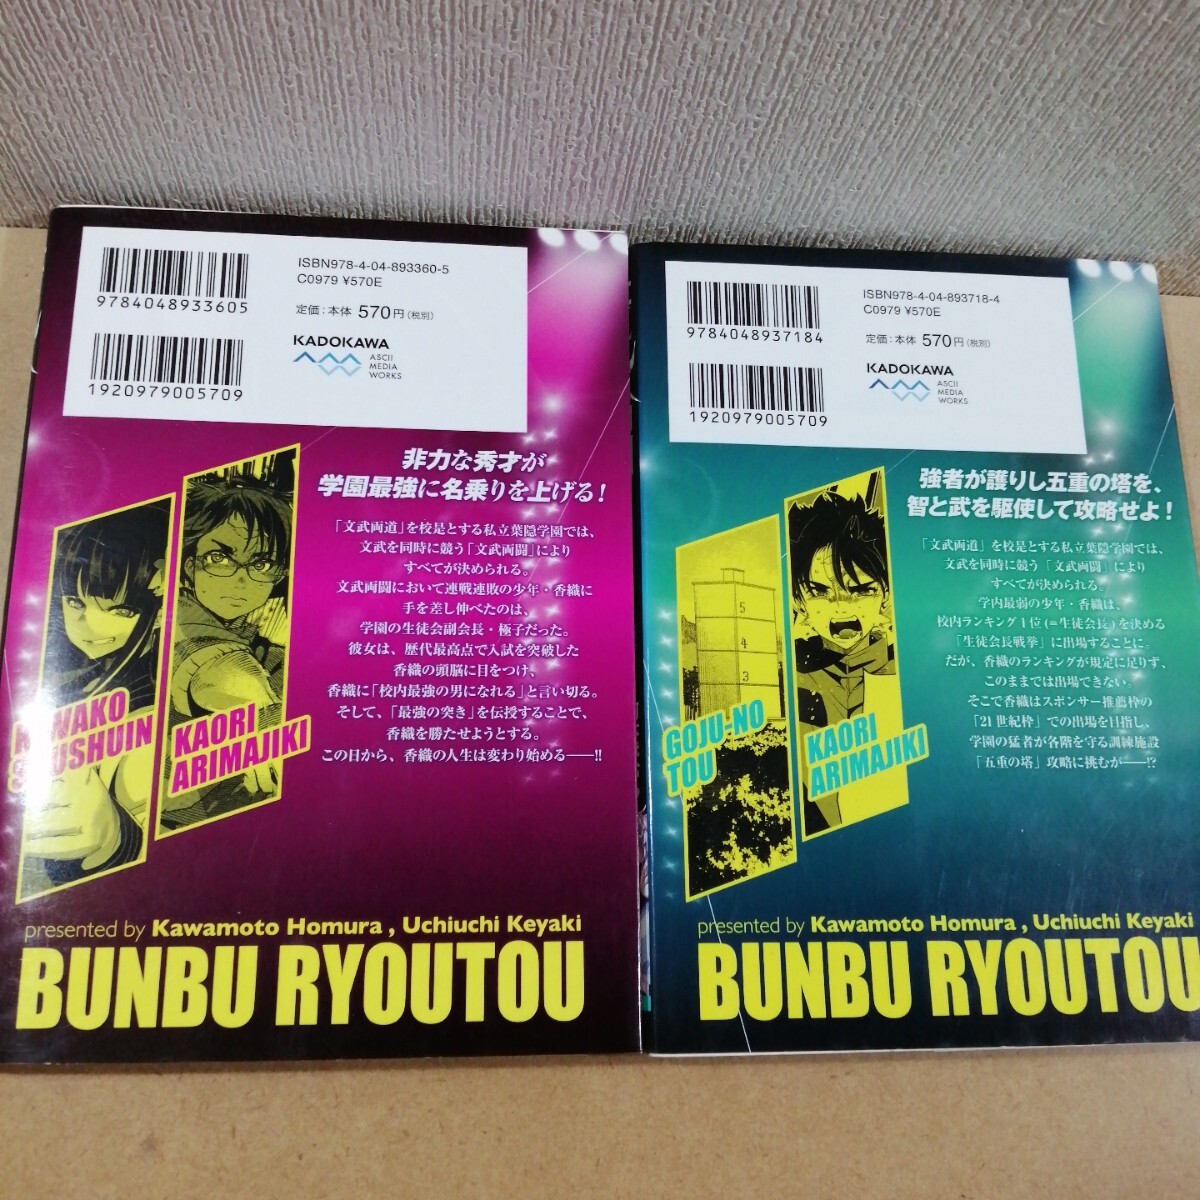 ISBN978-4-04-893360-5
C0979 ¥570E
9784048933605
定価：本体 570円（税別）
KADOKAWA
ASCII
MEDIA
WORKS
1920979005709
非力な秀才が
学園最強に名乗りを上げる！
「文武両道」を校是とする私立葉隠学園では、
文武を同時に競う「文武両闘」により
すべてが決められる。
文武両闘において連戦連敗の少年・香織に
手を差し伸べたのは、
学園の生徒会副会長・極子だった。
彼女は、歴代最高点で入試を突破した
香織の頭脳に目をつけ、
香織に「校内最強の男になれる」と言い切る。
そして、「最強の突き」を伝授することで、
香織を勝たせようとする。
この日から、香織の人生は変わり始める――!!
KAORI
ARIMAJIKI
presented by Kawamoto Homura , Uchiuchi Keyaki
BUNBU RYOUTOU
ISBN978-4-04-893718-4
C0979 ¥570E
9784048937184
定価：本体 570円（税別）
KADOKAWA
ASCII
MEDIA
WORKS
1920979005709
強者が護りし五重の塔を、
智と武を駆使して攻略せよ！
「文武両道」を校是とする私立葉隠学園では、
文武を同時に競う「文武両闘」により
すべてが決められる。
学内最弱の少年・香織は、
校内ランキング1位(=生徒会長)を決める
「生徒会長戦挙」に出場することに。
だが、香織のランキングが規定に足りず、
このままでは出場できない。
そこで香織はスポンサー推薦枠の
「21世紀枠」での出場を目指し、
学園の猛者が各階を守る訓練施設
「五重の塔」攻略に挑むが――!?
5
4
3
GOJU-NO
TOU
KAORI
ARIMAJIKI
presented by Kawamoto Homura , Uchiuchi Keyaki
BUNBU RYOUTOU